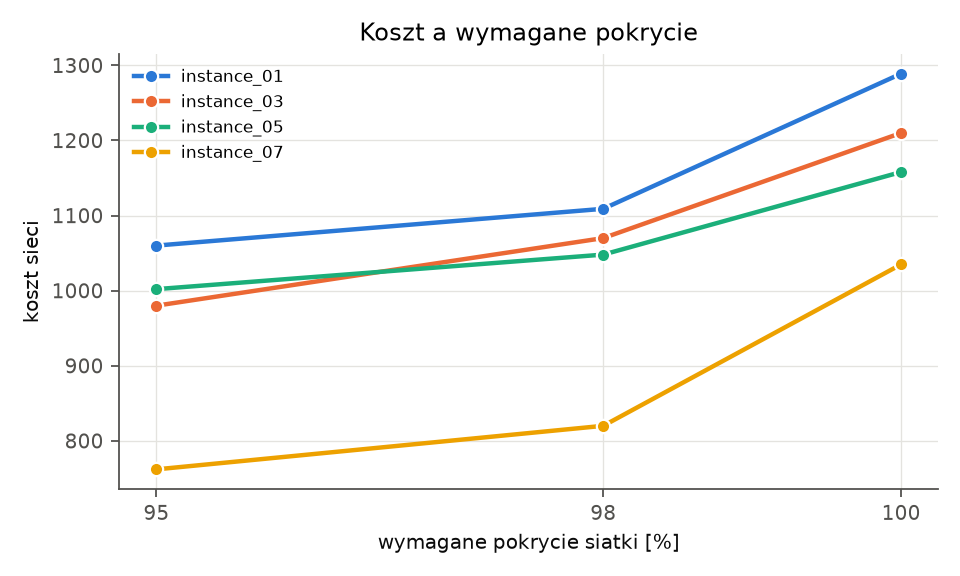 Koszt a wymagane pokrycie
instance_01
instance_03
instance_05
instance_07
koszt sieci
1300
1200
1100
1000
900
800
95
98
100
wymagane pokrycie siatki [%]